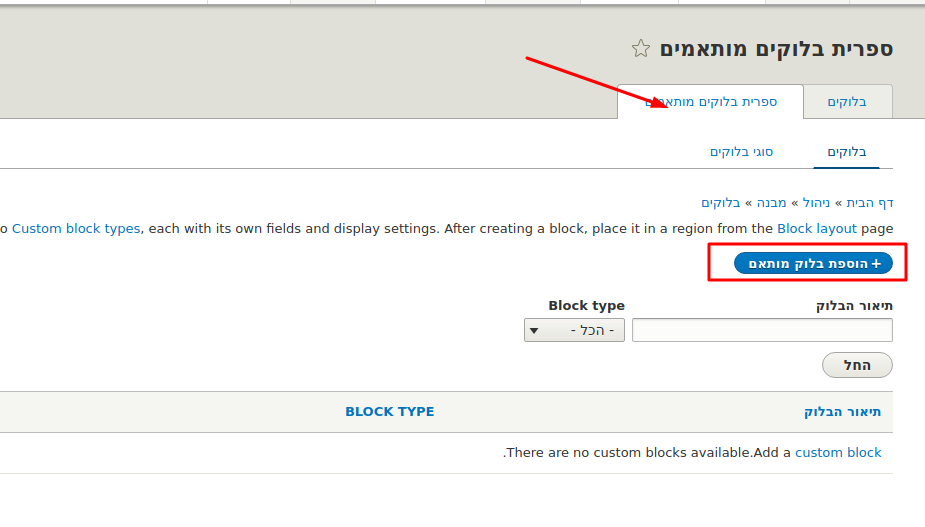 ספרית בלוקים מותאמים
בלוקים
ספרית בלוקים מותאמים
בלוקים
סוגי בלוקים
דף הבית » ניהול » מבנה » בלוקים
o Custom block types, each with its own fields and display settings. After creating a block, place it in a region from the Block layout page
+ הוספת בלוק מותאם
תיאור הבלוק
Block type
- הכל -
החל
תיאור הבלוק
BLOCK TYPE
.There are no custom blocks available.Add a custom block